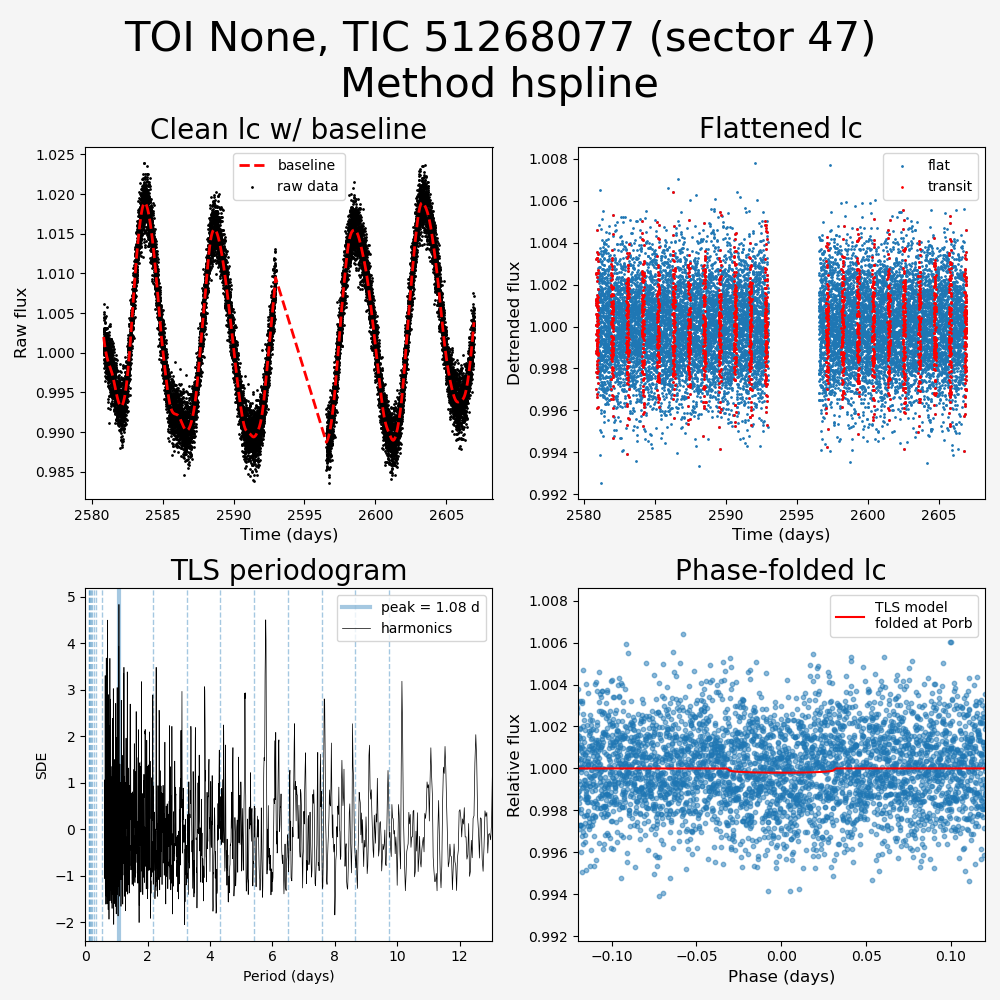 TOI None, TIC 51268077 (sector 47)
Method hspline
Clean lc w/ baseline
Flattened lc
1.025
1.020
1.015
1.010
1.005
1.000
0.995
0.990
0.985
Raw flux
baseline
raw data
2580 2585 2590 2595 2600 2605
Time (days)
1.008
1.006
1.004
1.002
1.000
0.998
0.996
0.994
0.992
Detrended flux
flat
transit
2580 2585 2590 2595 2600 2605
Time (days)
TLS periodogram
Phase-folded lc
5
4
3
2
1
0
−1
−2
SDE
peak = 1.08 d
harmonics
0 2 4 6 8 10 12
Period (days)
1.008
1.006
1.004
1.002
1.000
0.998
0.996
0.994
0.992
Relative flux
TLS model
folded at Porb
−0.10 −0.05 0.00 0.05 0.10
Phase (days)